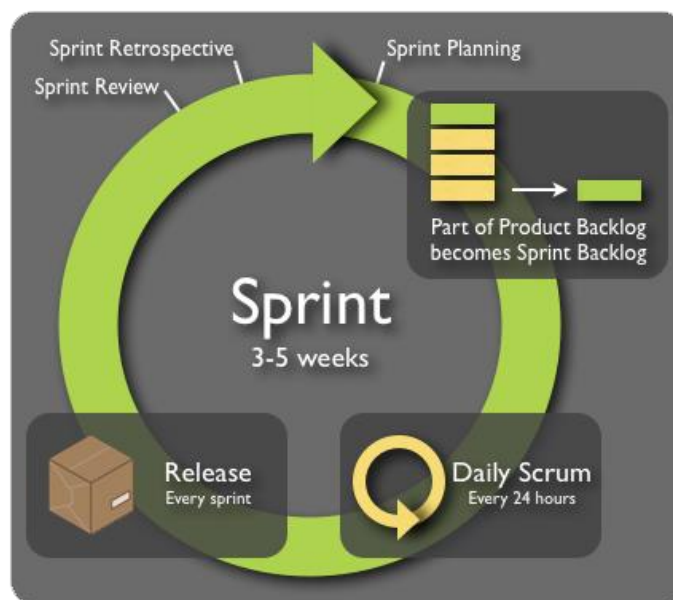 Sprint Retrospective
Sprint Planning
Sprint Review
Part of Product Backlog
becomes Sprint Backlog
Sprint
3-5 weeks
Release
Every sprint
Daily Scrum
Every 24 hours